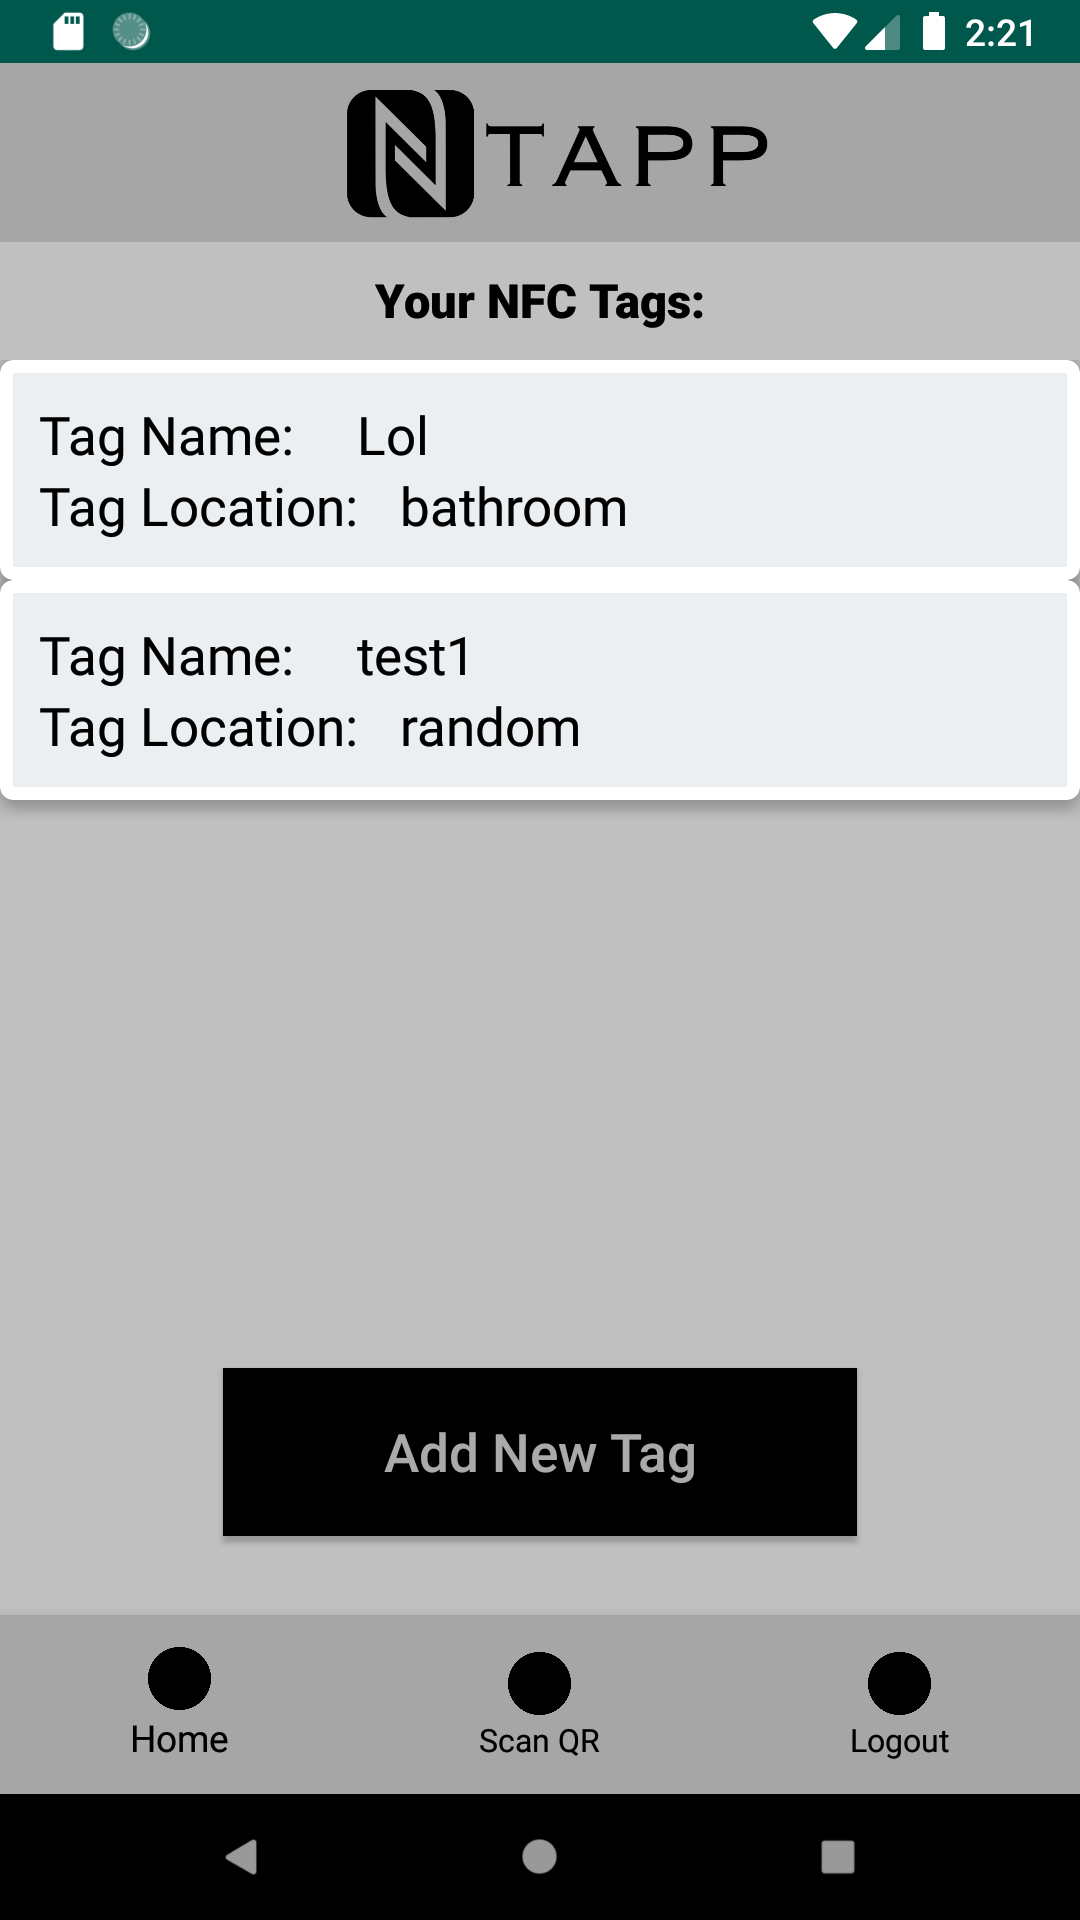 2:21
N TAPP
Your NFC Tags:
Tag Name: Lol
Tag Location: bathroom
Tag Name: test1
Tag Location: random
Add New Tag
Home Scan QR Logout